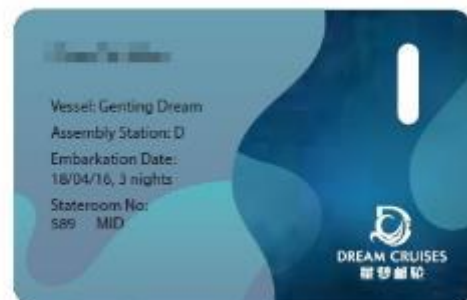 Vessel: Genting Dream
Assembly Station: D
Embarkation Date:
18/04/16, 3 nights
Stateroom No:
589 MID
DREAM CRUISES
星梦邮轮